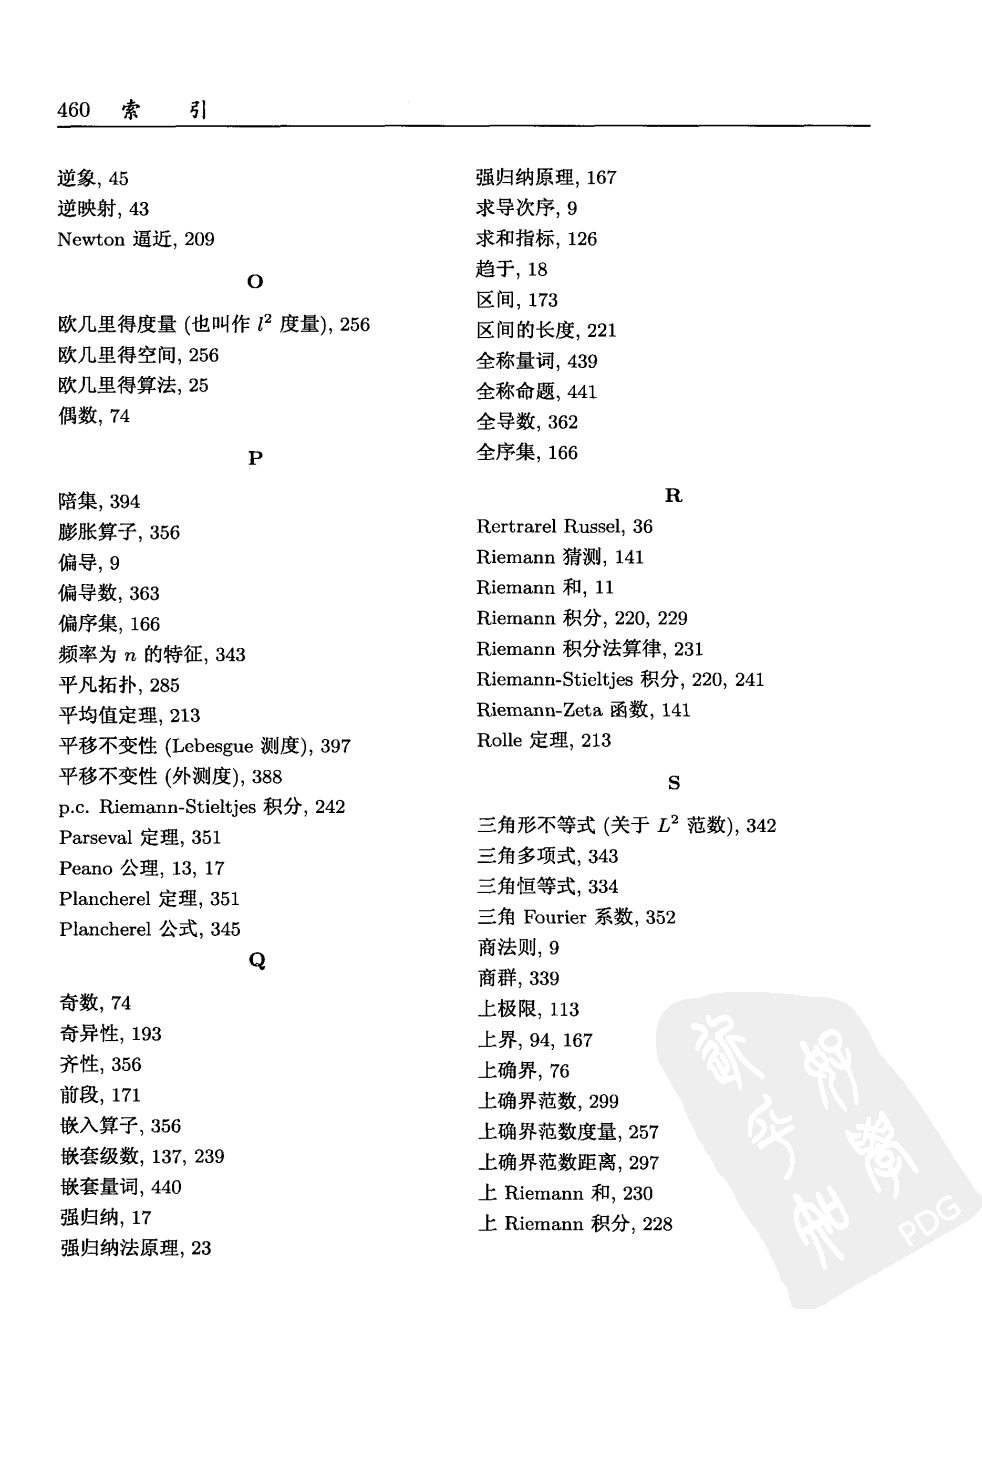 460 索 引
逆象, 45
逆映射, 43
Newton 逼近, 209
O
欧几里得度量 (也叫作 l² 度量), 256
欧几里得空间, 256
欧几里得算法, 25
偶数, 74
P
陪集, 394
膨胀算子, 356
偏导, 9
偏导数, 363
偏序集, 166
频率为 n 的特征, 343
平凡拓扑, 285
平均值定理, 213
平移不变性 (Lebesgue 测度), 397
平移不变性 (外测度), 388
p.c. Riemann-Stieltjes 积分, 242
Parseval 定理, 351
Peano 公理, 13, 17
Plancherel 定理, 351
Plancherel 公式, 345
Q
奇数, 74
奇异性, 193
齐性, 356
前段, 171
嵌入算子, 356
嵌套级数, 137, 239
嵌套量词, 440
强归纳, 17
强归纳法原理, 23
强归纳原理, 167
求导次序, 9
求和指标, 126
趋于, 18
区间, 173
区间的长度, 221
全称量词, 439
全称命题, 441
全导数, 362
全序集, 166
R
Rertrarel Russel, 36
Riemann 猜测, 141
Riemann 和, 11
Riemann 积分, 220, 229
Riemann 积分法算律, 231
Riemann-Stieltjes 积分, 220, 241
Riemann-Zeta 函数, 141
Rolle 定理, 213
S
三角形不等式 (关于 L² 范数), 342
三角多项式, 343
三角恒等式, 334
三角 Fourier 系数, 352
商法则, 9
商群, 339
上极限, 113
上界, 94, 167
上确界, 76
上确界范数, 299
上确界范数度量, 257
上确界范数距离, 297
上 Riemann 和, 230
上 Riemann 积分, 228
PDG